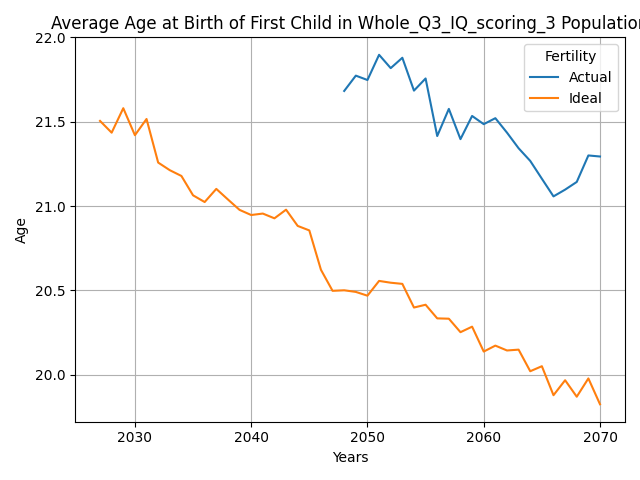 Average Age at Birth of First Child in Whole_Q3_IQ_scoring_3 Population
22.0
21.5
21.0
20.5
20.0
Age
Fertility
Actual
Ideal
2030
2040
2050
2060
2070
Years